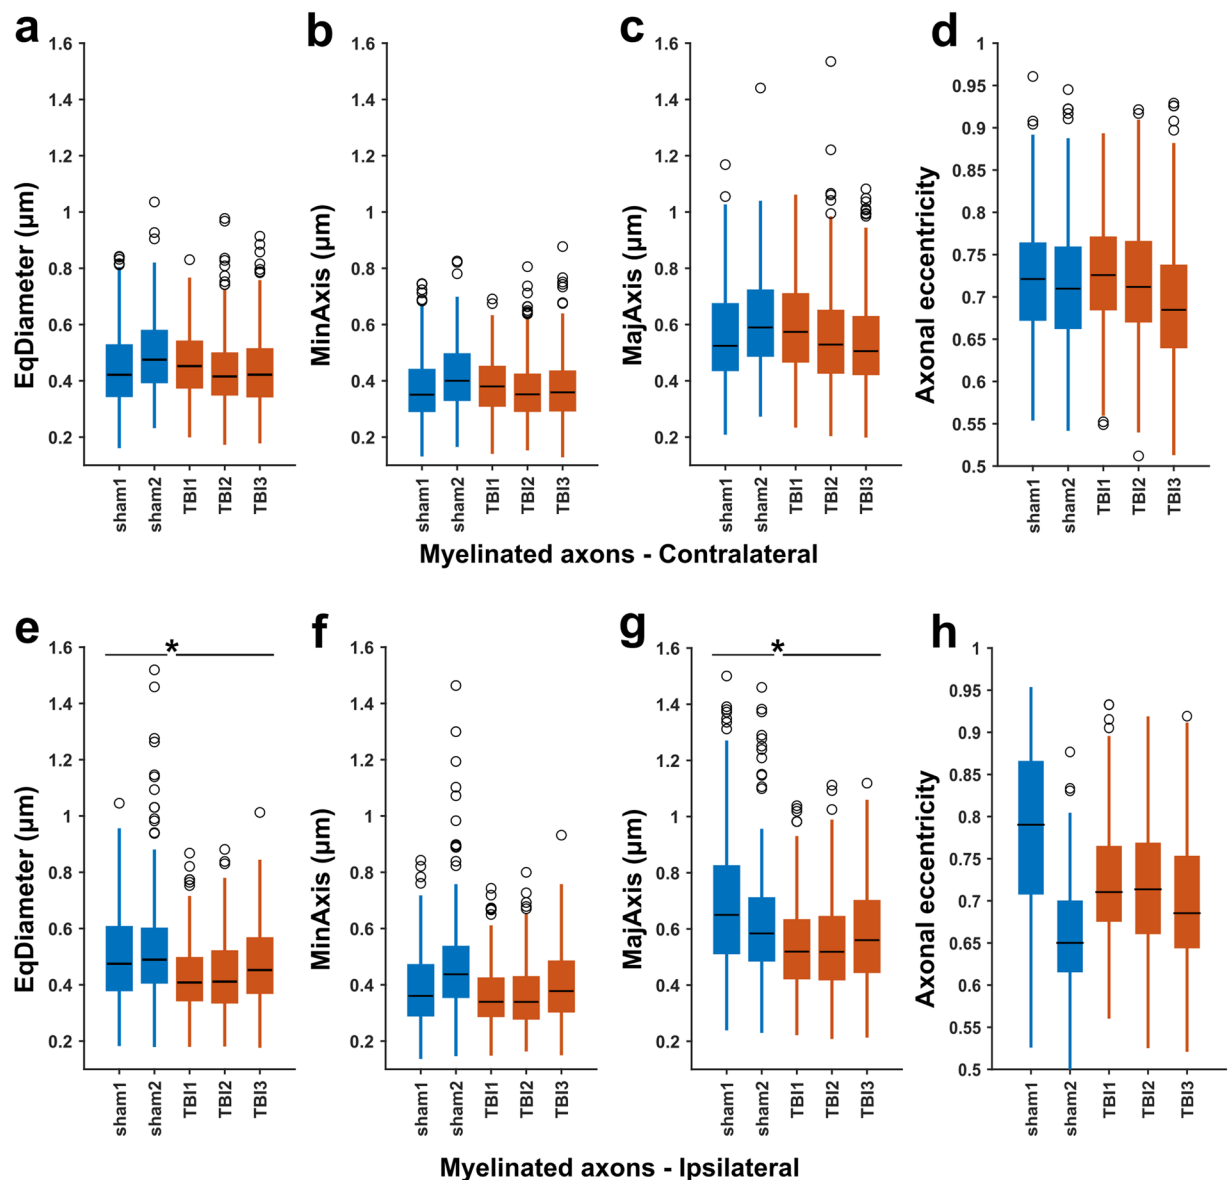 a
EqDiameter (μm)
1.6
1.4
1.2
1
0.8
0.6
0.4
0.2
sham1
sham2
TBI1
TBI2
TBI3
b
MinAxis (μm)
1.6
1.4
1.2
1
0.8
0.6
0.4
0.2
sham1
sham2
TBI1
TBI2
TBI3
c
MajAxis (μm)
1.6
1.4
1.2
1
0.8
0.6
0.4
0.2
sham1
sham2
TBI1
TBI2
TBI3
d
Axonal eccentricity
1
0.95
0.9
0.85
0.8
0.75
0.7
0.65
0.6
0.55
0.5
sham1
sham2
TBI1
TBI2
TBI3
Myelinated axons - Contralateral
e
EqDiameter (μm)
1.6
1.4
1.2
1
0.8
0.6
0.4
0.2
*
sham1
sham2
TBI1
TBI2
TBI3
f
MinAxis (μm)
1.6
1.4
1.2
1
0.8
0.6
0.4
0.2
sham1
sham2
TBI1
TBI2
TBI3
g
MajAxis (μm)
1.6
1.4
1.2
1
0.8
0.6
0.4
0.2
*
sham1
sham2
TBI1
TBI2
TBI3
h
Axonal eccentricity
1
0.95
0.9
0.85
0.8
0.75
0.7
0.65
0.6
0.55
0.5
sham1
sham2
TBI1
TBI2
TBI3
Myelinated axons - Ipsilateral